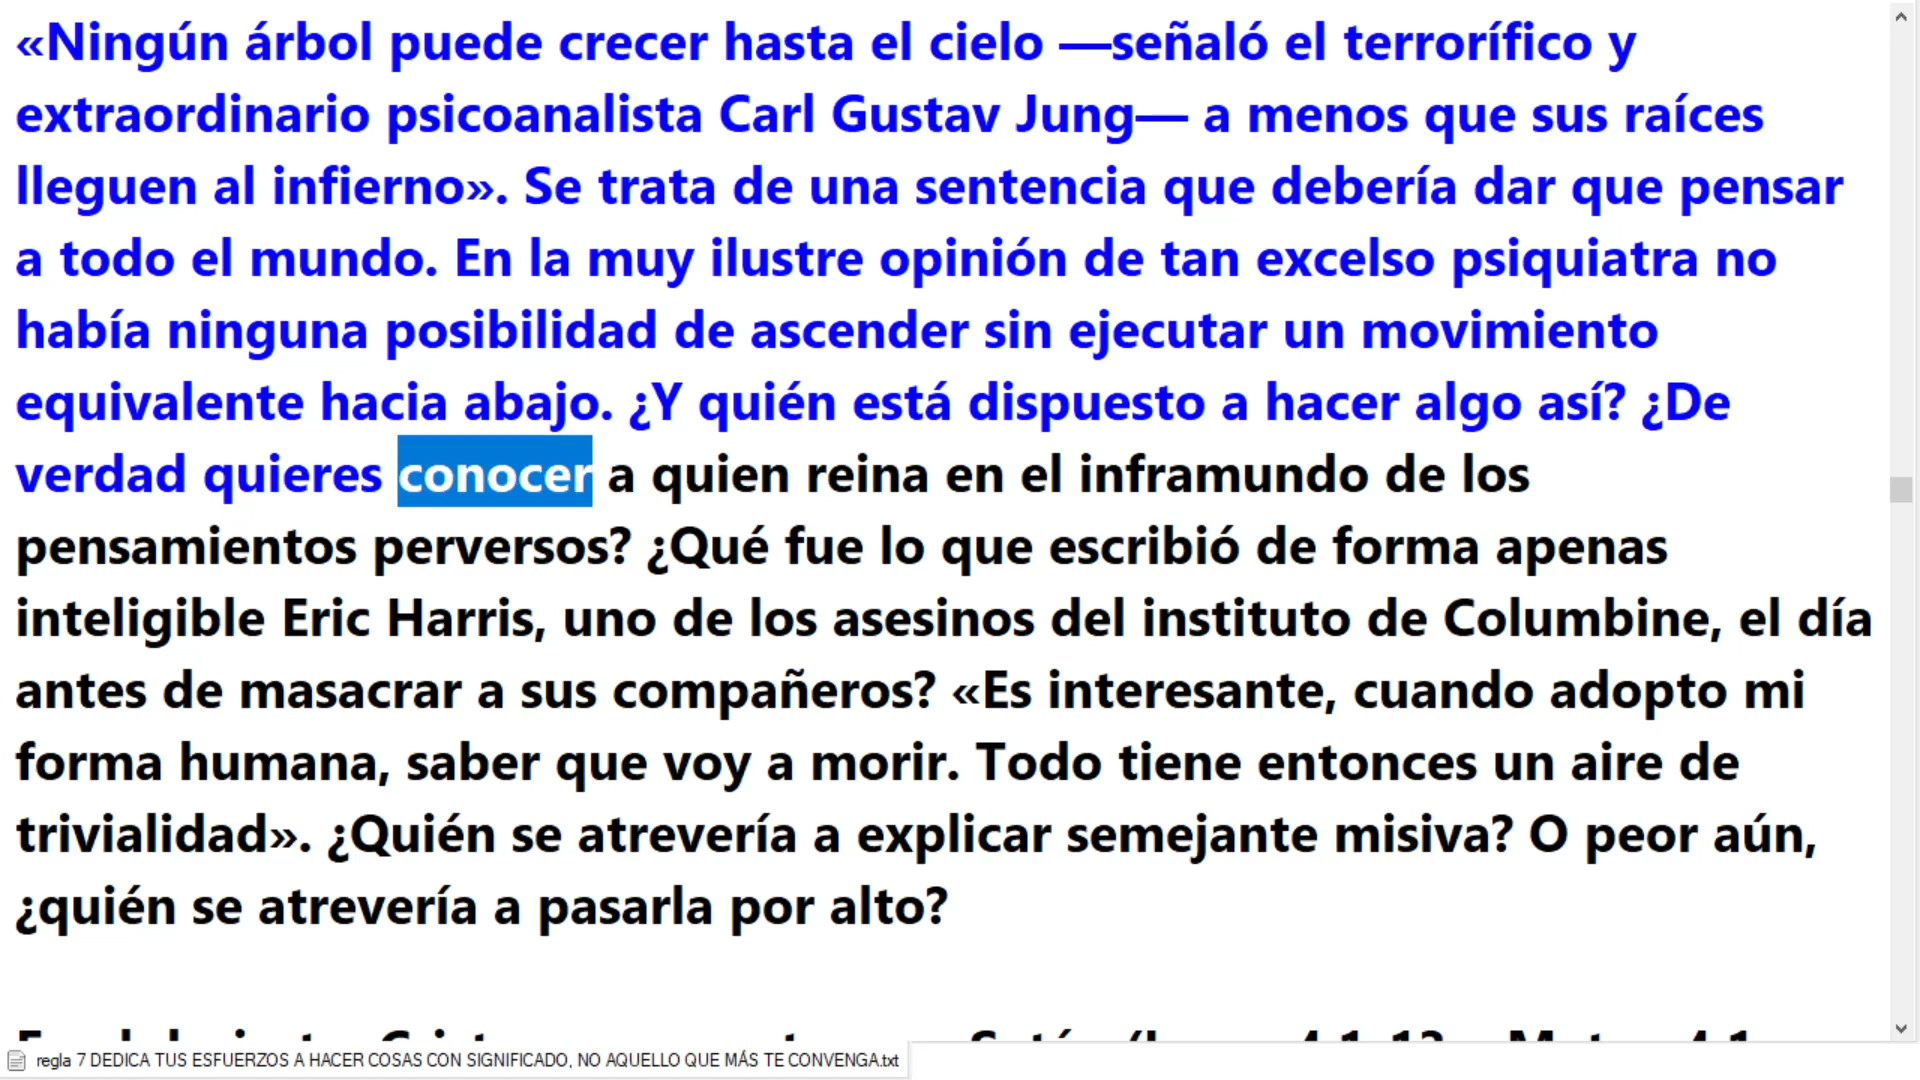 «Ningún árbol puede crecer hasta el cielo —señaló el terrorífico y
extraordinario psicoanalista Carl Gustav Jung— a menos que sus raíces
lleguen al infierno». Se trata de una sentencia que debería dar que pensar
a todo el mundo. En la muy ilustre opinión de tan excelso psiquiatra no
había ninguna posibilidad de ascender sin ejecutar un movimiento
equivalente hacia abajo. ¿Y quién está dispuesto a hacer algo así? ¿De
verdad quieres conocer a quien reina en el inframundo de los
pensamientos perversos? ¿Qué fue lo que escribió de forma apenas
inteligible Eric Harris, uno de los asesinos del instituto de Columbine, el día
antes de masacrar a sus compañeros? «Es interesante, cuando adopto mi
forma humana, saber que voy a morir. Todo tiene entonces un aire de
trivialidad». ¿Quién se atrevería a explicar semejante misiva? O peor aún,
¿quién se atrevería a pasarla por alto?
regla 7 DEDICA TUS ESFUERZOS A HACER COSAS CON SIGNIFICADO, NO AQUELLO QUE MÁS TE CONVENGA.txt